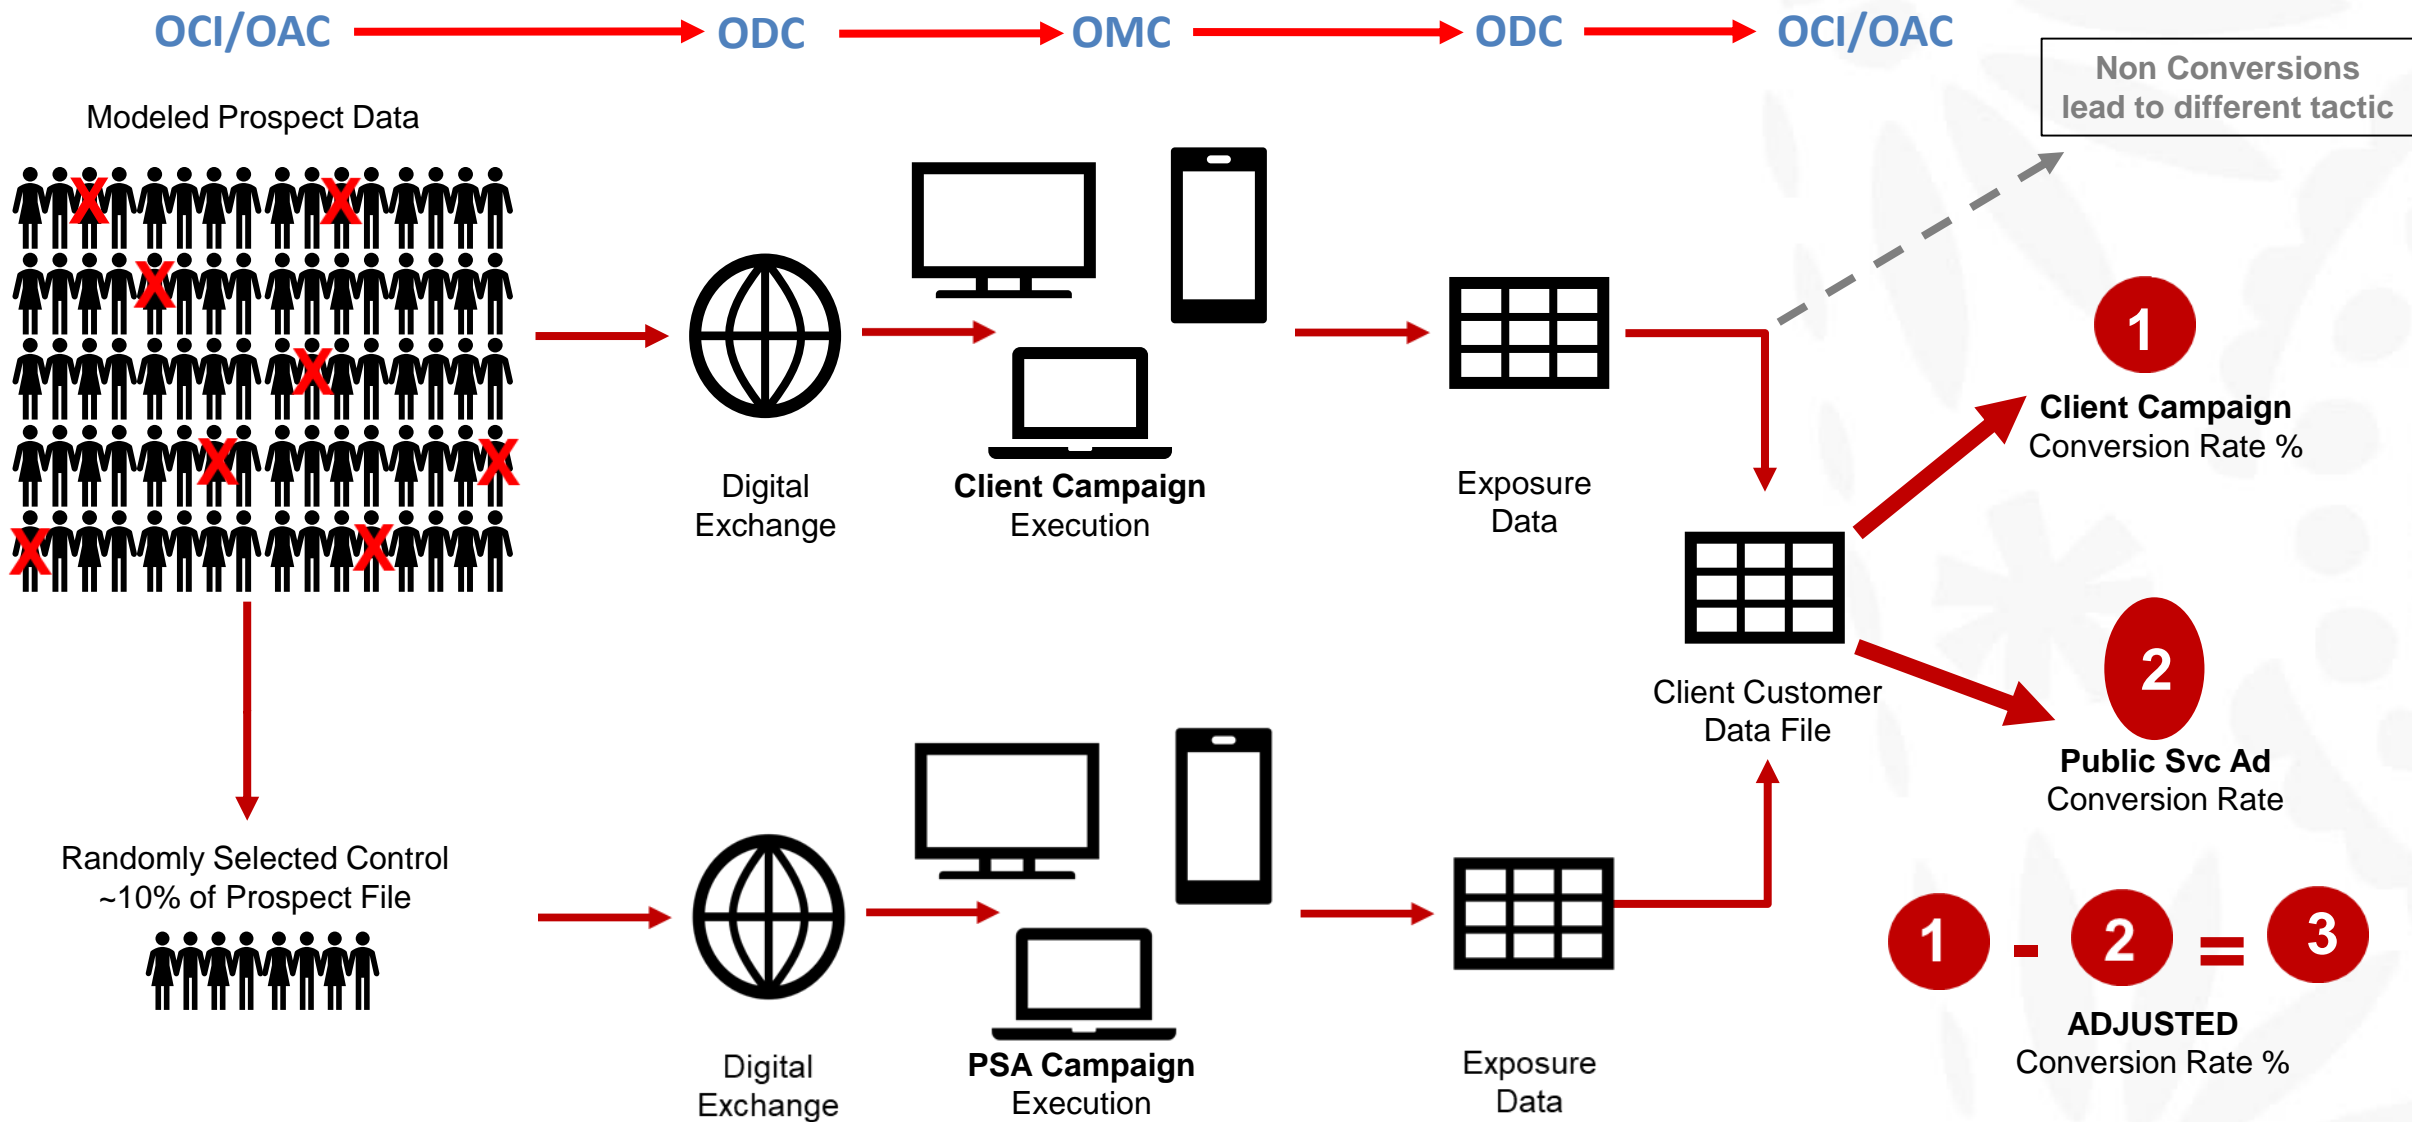 OCI/OAC
ODC
OMC
ODC
OCI/OAC
Non Conversions
lead to different tactic
Modeled Prospect Data
X
X
X
X
X
X
X
X
Digital
Exchange
Client Campaign
Execution
Exposure
Data
1
Client Campaign
Conversion Rate %
Client Customer
Data File
2
Public Svc Ad
Conversion Rate
Randomly Selected Control
~10% of Prospect File
Digital
Exchange
PSA Campaign
Execution
Exposure
Data
1 - 2 = 3
ADJUSTED
Conversion Rate %